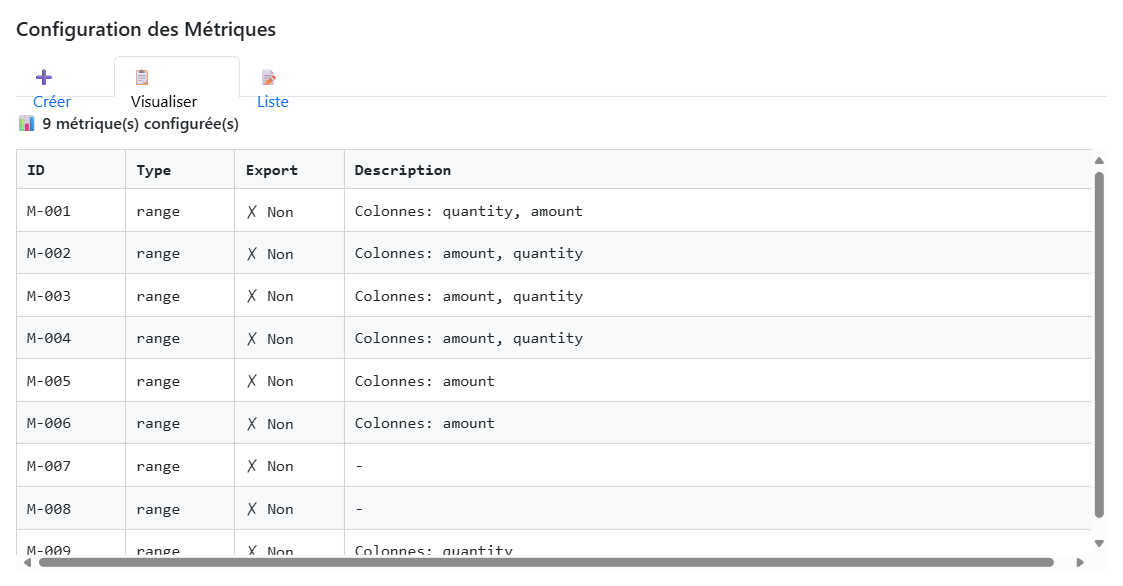 Configuration des Métriques
Créer Visualiser Liste
9 métrique(s) configurée(s)
ID Type Export Description
M-001 range ✗ Non Colonnes: quantity, amount
M-002 range ✗ Non Colonnes: amount, quantity
M-003 range ✗ Non Colonnes: amount, quantity
M-004 range ✗ Non Colonnes: amount, quantity
M-005 range ✗ Non Colonnes: amount
M-006 range ✗ Non Colonnes: amount
M-007 range ✗ Non -
M-008 range ✗ Non -
M-009 range ✗ Non Colonnes: quantity